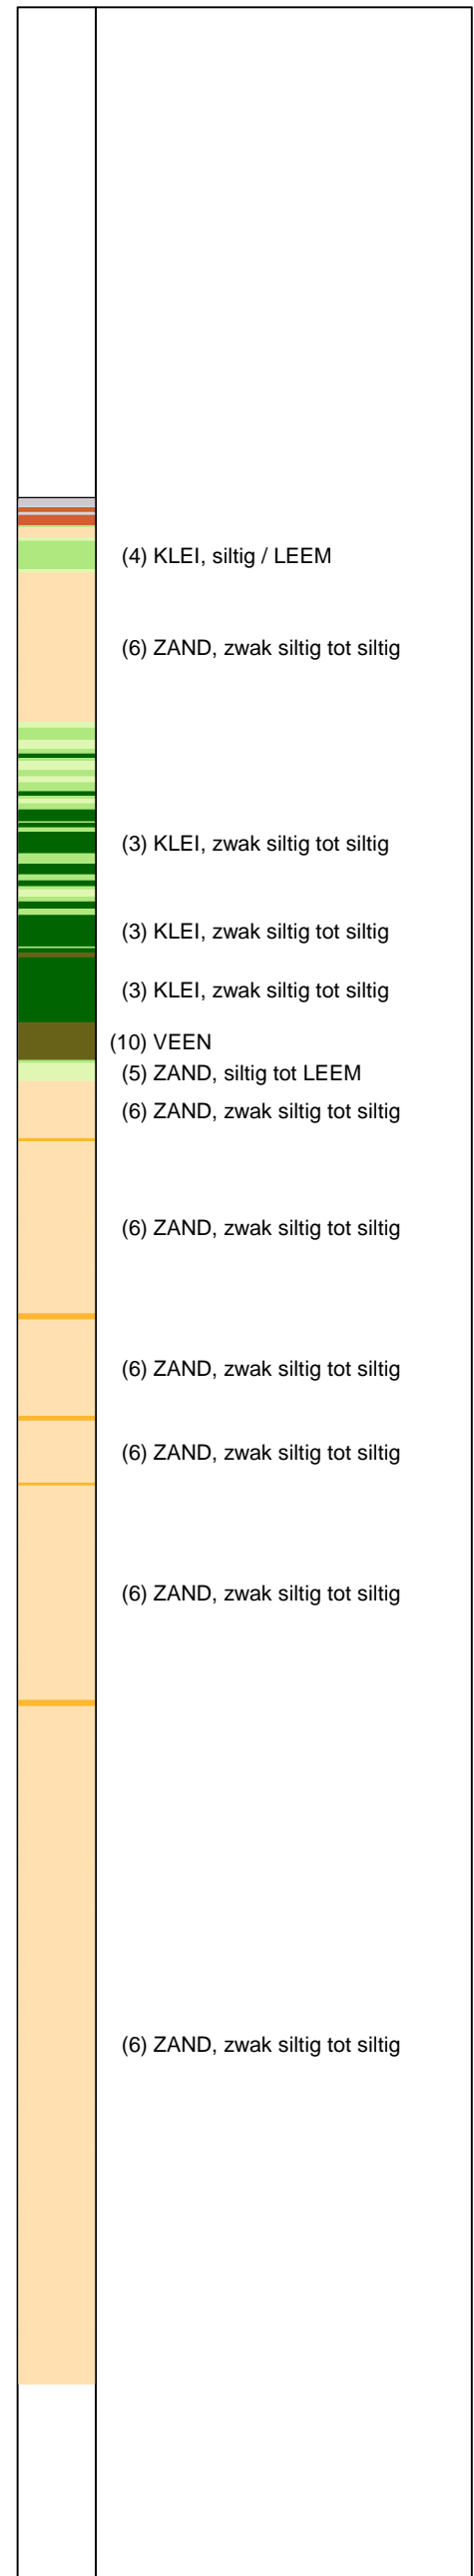 (4) KLEI, siltig / LEEM
(6) ZAND, zwak siltig tot siltig
(3) KLEI, zwak siltig tot siltig
(3) KLEI, zwak siltig tot siltig
(3) KLEI, zwak siltig tot siltig
(10) VEEN
(5) ZAND, siltig tot LEEM
(6) ZAND, zwak siltig tot siltig
(6) ZAND, zwak siltig tot siltig
(6) ZAND, zwak siltig tot siltig
(6) ZAND, zwak siltig tot siltig
(6) ZAND, zwak siltig tot siltig
(6) ZAND, zwak siltig tot siltig